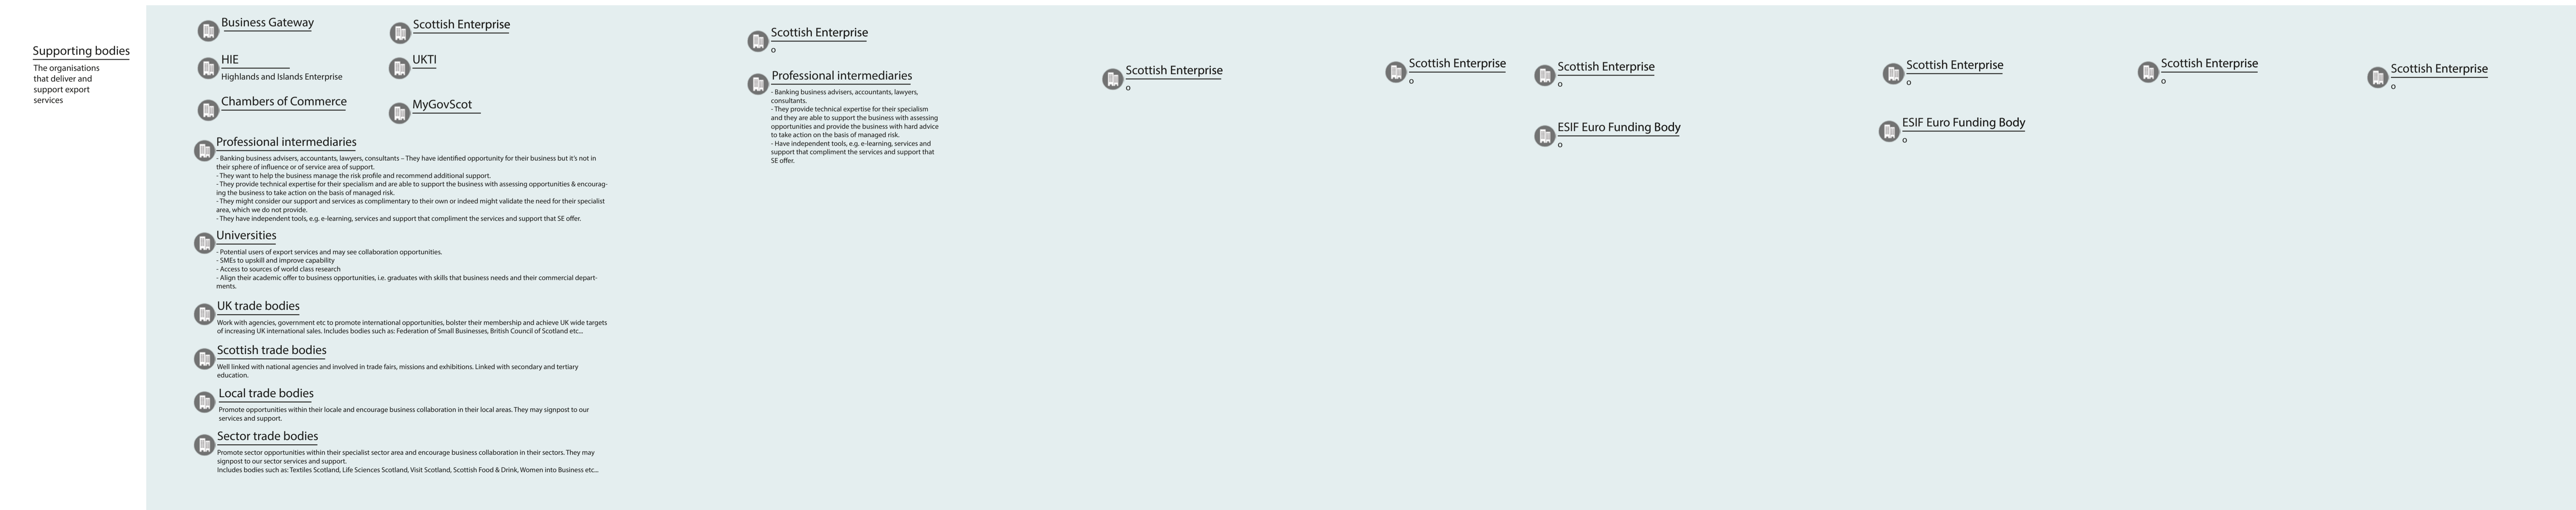 Supporting bodies
The organisations
that deliver and
support export
services
Business Gateway
Scottish Enterprise
HIE
Highlands and Islands Enterprise
UKTI
Chambers of Commerce
MyGovScot
Professional intermediaries
- Banking business advisers, accountants, lawyers, consultants – They have identified opportunity for their business but it's not in
their sphere of influence or of service area of support.
- They want to help the business manage the risk profile and recommend additional support.
- They provide technical expertise for their specialism and are able to support the business with assessing opportunities & encourag-
ing the business to take action on the basis of managed risk.
- They might consider our support and services as complimentary to their own or indeed might validate the need for their specialist
area, which we do not provide.
- They have independent tools, e.g. e-learning, services and support that compliment the services and support that SE offer.
Universities
- Potential users of export services and may see collaboration opportunities.
- SMEs to upskill and improve capability
- Access to sources of world class research
- Align their academic offer to business opportunities, i.e. graduates with skills that business needs and their commercial depart-
ments.
UK trade bodies
Work with agencies, government etc to promote international opportunities, bolster their membership and achieve UK wide targets
of increasing UK international sales. Includes bodies such as: Federation of Small Businesses, British Council of Scotland etc...
Scottish trade bodies
Well linked with national agencies and involved in trade fairs, missions and exhibitions. Linked with secondary and tertiary
education.
Local trade bodies
Promote opportunities within their locale and encourage business collaboration in their local areas. They may signpost to our
services and support.
Sector trade bodies
Promote sector opportunities within their specialist sector area and encourage business collaboration in their sectors. They may
signpost to our sector services and support.
Includes bodies such as: Textiles Scotland, Life Sciences Scotland, Visit Scotland, Scottish Food & Drink, Women into Business etc...
Scottish Enterprise
o
Professional intermediaries
- Banking business advisers, accountants, lawyers,
consultants.
- They provide technical expertise for their specialism
and they are able to support the business with assessing
opportunities and provide the business with hard advice
to take action on the basis of managed risk.
- Have independent tools, e.g. e-learning, services and
support that compliment the services and support that
SE offer.
Scottish Enterprise
o
Scottish Enterprise
o
Scottish Enterprise
o
ESIF Euro Funding Body
o
Scottish Enterprise
o
ESIF Euro Funding Body
o
Scottish Enterprise
o
Scottish Enterprise
o